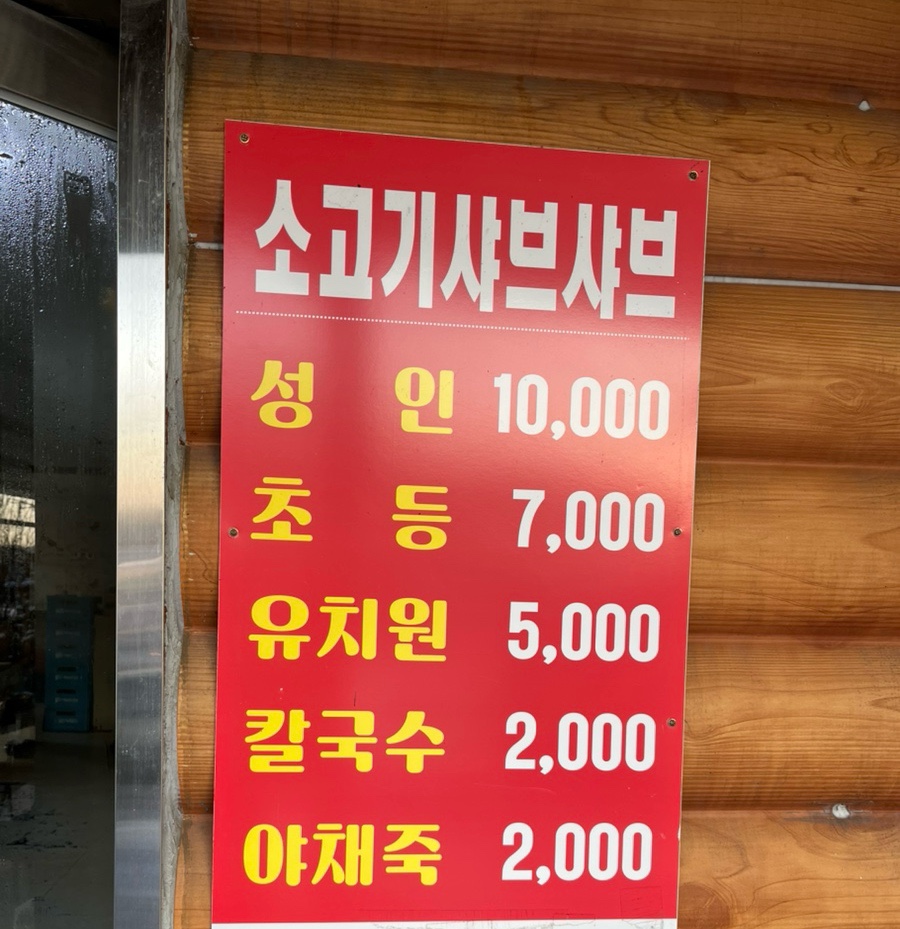 소고기샤브샤브
성 인 10,000
초 등 7,000
유치원 5,000
칼국수 2,000
야채죽 2,000